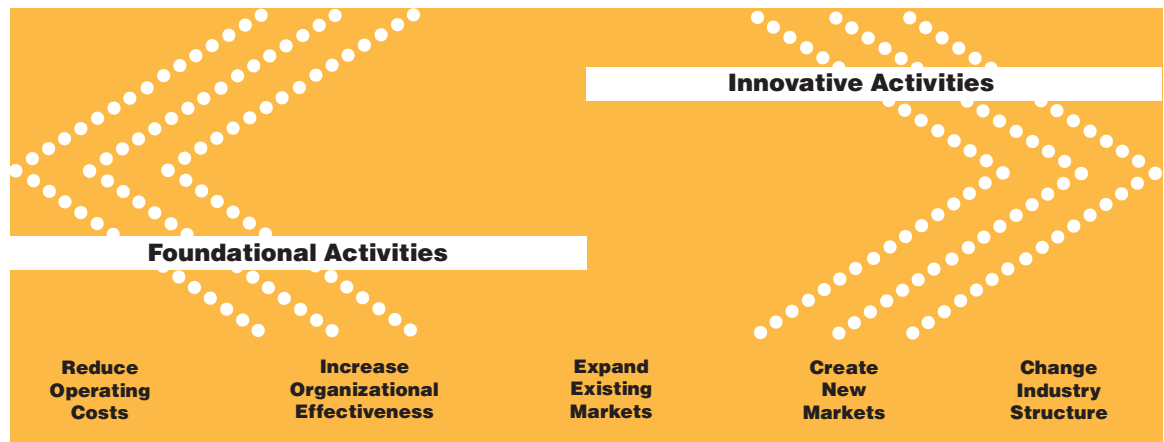 Innovative Activities
Foundational Activities
Reduce
Operating
Costs
Increase
Organizational
Effectiveness
Expand
Existing
Markets
Create
New
Markets
Change
Industry
Structure